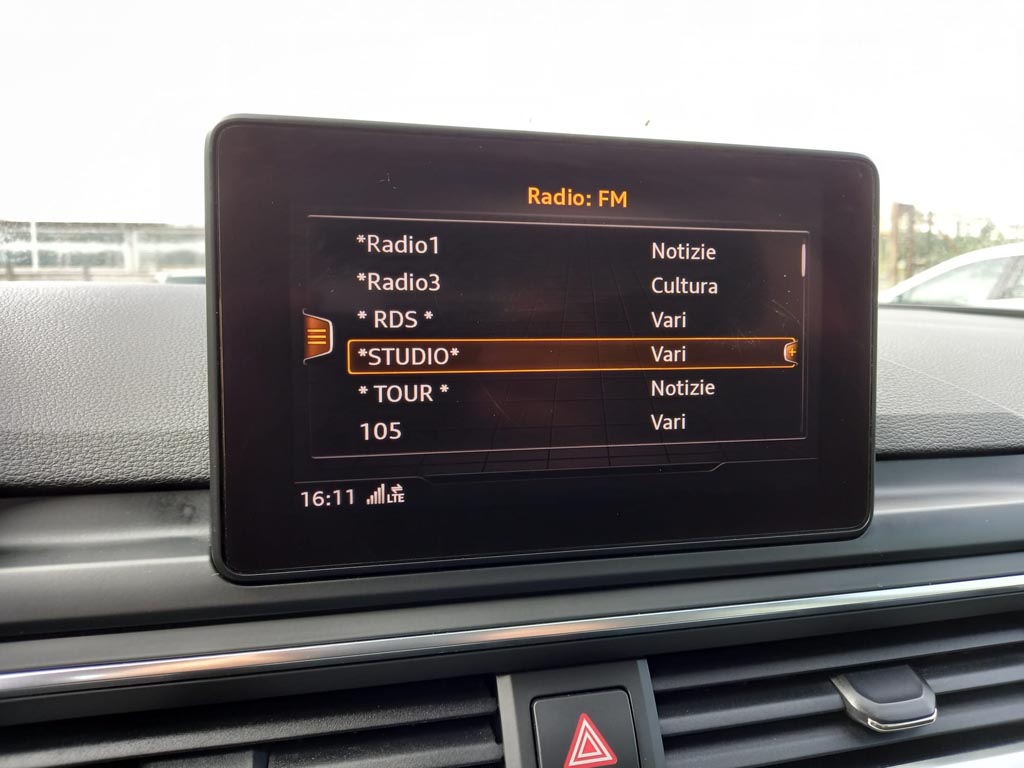 Radio: FM
*Radio1 Notizie
*Radio3 Cultura
* RDS * Vari
*STUDIO* Vari
* TOUR * Notizie
105 Vari
16:11 LTE